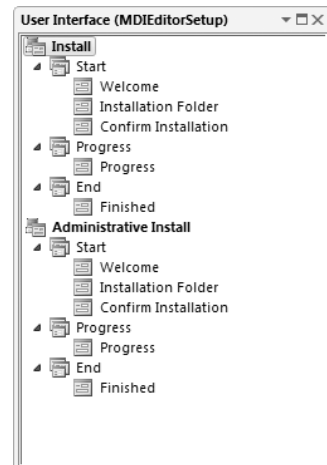 User Interface (MDIEditorSetup)
Install
Start
Welcome
Installation Folder
Confirm Installation
Progress
Progress
End
Finished
Administrative Install
Start
Welcome
Installation Folder
Confirm Installation
Progress
Progress
End
Finished